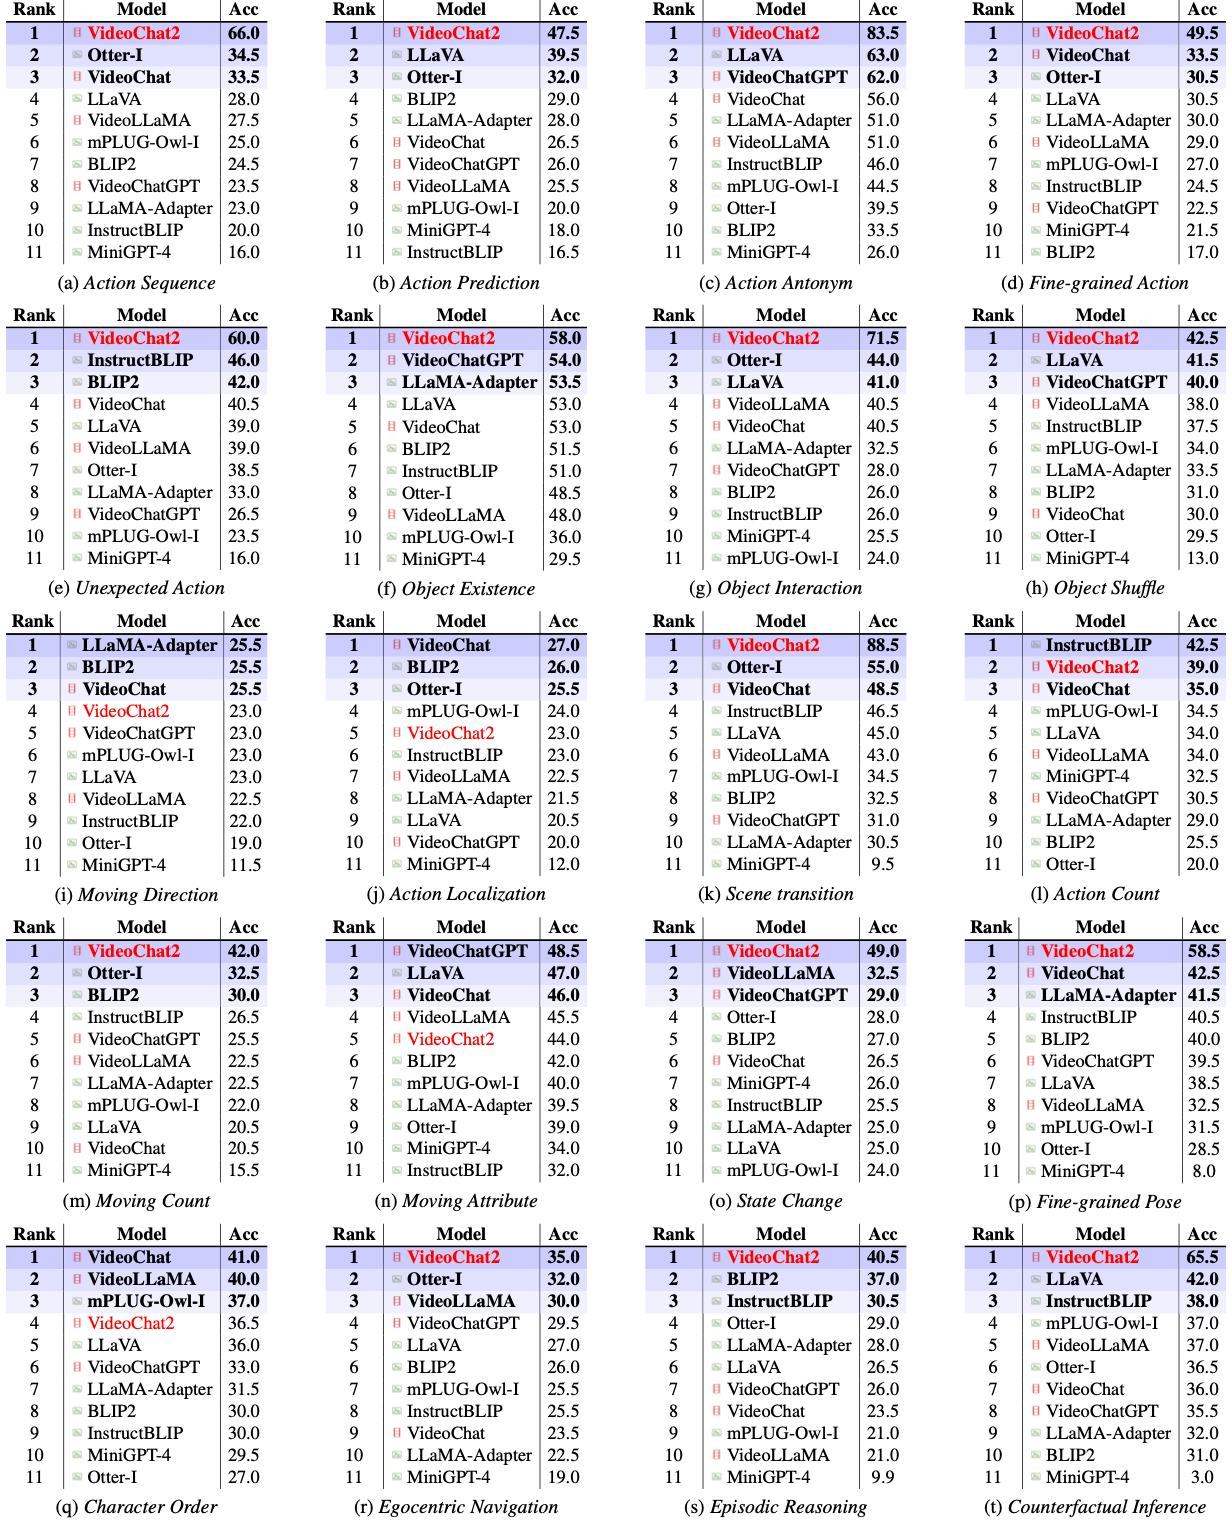 Rank Model Acc
1 VideoChat2 66.0
2 Otter-I 34.5
3 VideoChat 33.5
4 LLaVA 28.0
5 VideoLLaMA 27.5
6 mPLUG-Owl-I 25.0
7 BLIP2 24.5
8 VideoChatGPT 23.5
9 LLaMA-Adapter 23.0
10 InstructBLIP 20.0
11 MiniGPT-4 16.0
(a) Action Sequence
Rank Model Acc
1 VideoChat2 47.5
2 LLaVA 39.5
3 Otter-I 32.0
4 BLIP2 29.0
5 LLaMA-Adapter 28.0
6 VideoChat 26.5
7 VideoChatGPT 26.0
8 VideoLLaMA 25.5
9 mPLUG-Owl-I 20.0
10 MiniGPT-4 18.0
11 InstructBLIP 16.5
(b) Action Prediction
Rank Model Acc
1 VideoChat2 83.5
2 LLaVA 63.0
3 VideoChatGPT 62.0
4 VideoChat 56.0
5 LLaMA-Adapter 51.0
6 VideoLLaMA 51.0
7 InstructBLIP 46.0
8 mPLUG-Owl-I 44.5
9 Otter-I 39.5
10 BLIP2 33.5
11 MiniGPT-4 26.0
(c) Action Antonym
Rank Model Acc
1 VideoChat2 49.5
2 VideoChat 33.5
3 Otter-I 30.5
4 LLaVA 30.5
5 LLaMA-Adapter 30.0
6 VideoLLaMA 29.0
7 mPLUG-Owl-I 27.0
8 InstructBLIP 24.5
9 VideoChatGPT 22.5
10 MiniGPT-4 21.5
11 BLIP2 17.0
(d) Fine-grained Action
Rank Model Acc
1 VideoChat2 60.0
2 InstructBLIP 46.0
3 BLIP2 42.0
4 VideoChat 40.5
5 LLaVA 39.0
6 VideoLLaMA 39.0
7 Otter-I 38.5
8 LLaMA-Adapter 33.0
9 VideoChatGPT 26.5
10 mPLUG-Owl-I 23.5
11 MiniGPT-4 16.0
(e) Unexpected Action
Rank Model Acc
1 VideoChat2 58.0
2 VideoChatGPT 54.0
3 LLaMA-Adapter 53.5
4 LLaVA 53.0
5 VideoChat 53.0
6 BLIP2 51.5
7 InstructBLIP 51.0
8 Otter-I 48.5
9 VideoLLaMA 48.0
10 mPLUG-Owl-I 36.0
11 MiniGPT-4 29.5
(f) Object Existence
Rank Model Acc
1 VideoChat2 71.5
2 Otter-I 44.0
3 LLaVA 41.0
4 VideoLLaMA 40.5
5 VideoChat 40.5
6 LLaMA-Adapter 32.5
7 VideoChatGPT 28.0
8 BLIP2 26.0
9 InstructBLIP 26.0
10 MiniGPT-4 25.5
11 mPLUG-Owl-I 24.0
(g) Object Interaction
Rank Model Acc
1 VideoChat2 42.5
2 LLaVA 41.5
3 VideoChatGPT 40.0
4 VideoLLaMA 38.0
5 InstructBLIP 37.5
6 mPLUG-Owl-I 34.0
7 LLaMA-Adapter 33.5
8 BLIP2 31.0
9 VideoChat 30.0
10 Otter-I 29.5
11 MiniGPT-4 13.0
(h) Object Shuffle
Rank Model Acc
1 LLaMA-Adapter 25.5
2 BLIP2 25.5
3 VideoChat 25.5
4 VideoChat2 23.0
5 VideoChatGPT 23.0
6 mPLUG-Owl-I 23.0
7 LLaVA 23.0
8 VideoLLaMA 22.5
9 InstructBLIP 22.0
10 Otter-I 19.0
11 MiniGPT-4 11.5
(i) Moving Direction
Rank Model Acc
1 VideoChat 27.0
2 BLIP2 26.0
3 Otter-I 25.5
4 mPLUG-Owl-I 24.0
5 VideoChat2 23.0
6 InstructBLIP 23.0
7 VideoLLaMA 22.5
8 LLaMA-Adapter 21.5
9 LLaVA 20.5
10 VideoChatGPT 20.0
11 MiniGPT-4 12.0
(j) Action Localization
Rank Model Acc
1 VideoChat2 88.5
2 Otter-I 55.0
3 VideoChat 48.5
4 InstructBLIP 46.5
5 LLaVA 45.0
6 VideoLLaMA 43.0
7 mPLUG-Owl-I 34.5
8 BLIP2 32.5
9 VideoChatGPT 31.0
10 LLaMA-Adapter 30.5
11 MiniGPT-4 9.5
(k) Scene transition
Rank Model Acc
1 InstructBLIP 42.5
2 VideoChat2 39.0
3 VideoChat 35.0
4 mPLUG-Owl-I 34.5
5 LLaVA 34.0
6 VideoLLaMA 34.0
7 MiniGPT-4 32.5
8 VideoChatGPT 30.5
9 LLaMA-Adapter 29.0
10 BLIP2 25.5
11 Otter-I 20.0
(l) Action Count
Rank Model Acc
1 VideoChat2 42.0
2 Otter-I 32.5
3 BLIP2 30.0
4 InstructBLIP 26.5
5 VideoChatGPT 22.5
6 VideoLLaMA 22.5
7 LLaMA-Adapter 22.5
8 mPLUG-Owl-I 22.0
9 LLaVA 20.5
10 VideoChat 20.5
11 MiniGPT-4 15.5
(m) Moving Count
Rank Model Acc
1 VideoChatGPT 48.5
2 LLaVA 47.0
3 VideoChat 46.0
4 VideoLLaMA 45.5
5 VideoChat2 44.0
6 BLIP2 42.0
7 mPLUG-Owl-I 40.0
8 LLaMA-Adapter 39.5
9 Otter-I 39.0
10 MiniGPT-4 34.0
11 InstructBLIP 32.0
(n) Moving Attribute
Rank Model Acc
1 VideoChat2 49.0
2 VideoLLaMA 32.5
3 VideoChatGPT 29.0
4 Otter-I 28.0
5 BLIP2 27.0
6 VideoChat 26.5
7 MiniGPT-4 26.0
8 InstructBLIP 25.5
9 LLaMA-Adapter 25.0
10 LLaVA 25.0
11 mPLUG-Owl-I 24.0
(o) State Change
Rank Model Acc
1 VideoChat2 58.5
2 VideoChat 42.5
3 LLaMA-Adapter 41.5
4 InstructBLIP 40.5
5 BLIP2 40.0
6 VideoChatGPT 39.5
7 LLaVA 38.5
8 VideoLLaMA 32.5
9 mPLUG-Owl-I 31.5
10 Otter-I 28.5
11 MiniGPT-4 8.0
(p) Fine-grained Pose
Rank Model Acc
1 VideoChat 41.0
2 VideoLLaMA 40.0
3 mPLUG-Owl-I 37.0
4 VideoChat2 36.5
5 LLaVA 36.0
6 VideoChatGPT 33.0
7 LLaMA-Adapter 31.5
8 BLIP2 30.0
9 InstructBLIP 30.0
10 MiniGPT-4 29.5
11 Otter-I 27.0
(q) Character Order
Rank Model Acc
1 VideoChat2 35.0
2 Otter-I 32.0
3 VideoLLaMA 30.0
4 VideoChatGPT 29.5
5 LLaVA 27.0
6 BLIP2 26.0
7 mPLUG-Owl-I 25.5
8 InstructBLIP 25.5
9 VideoChat 23.5
10 LLaMA-Adapter 22.5
11 MiniGPT-4 19.0
(r) Egocentric Navigation
Rank Model Acc
1 VideoChat2 40.5
2 BLIP2 37.0
3 InstructBLIP 30.5
4 Otter-I 29.0
5 LLaMA-Adapter 28.0
6 LLaVA 26.5
7 VideoChatGPT 26.0
8 VideoChat 23.5
9 mPLUG-Owl-I 21.0
10 VideoLLaMA 21.0
11 MiniGPT-4 9.9
(s) Episodic Reasoning
Rank Model Acc
1 VideoChat2 65.5
2 LLaVA 42.0
3 InstructBLIP 38.0
4 mPLUG-Owl-I 37.0
5 VideoLLaMA 37.0
6 Otter-I 36.5
7 VideoChat 36.0
8 VideoChatGPT 35.5
9 LLaMA-Adapter 32.0
10 BLIP2 31.0
11 MiniGPT-4 3.0
(t) Counterfactual Inference